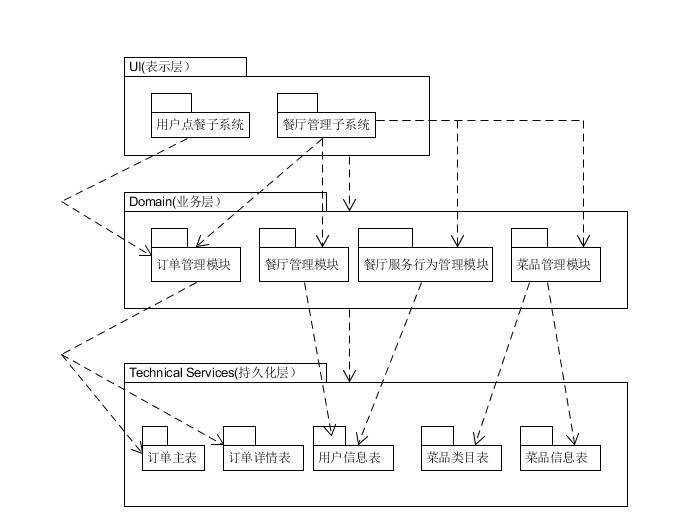 UI(表示层）
用户点餐子系统
餐厅管理子系统
Domain(业务层）
订单管理模块
餐厅管理模块
餐厅服务行为管理模块
菜品管理模块
Technical Services(持久化层）
订单主表
订单详情表
用户信息表
菜品类目表
菜品信息表